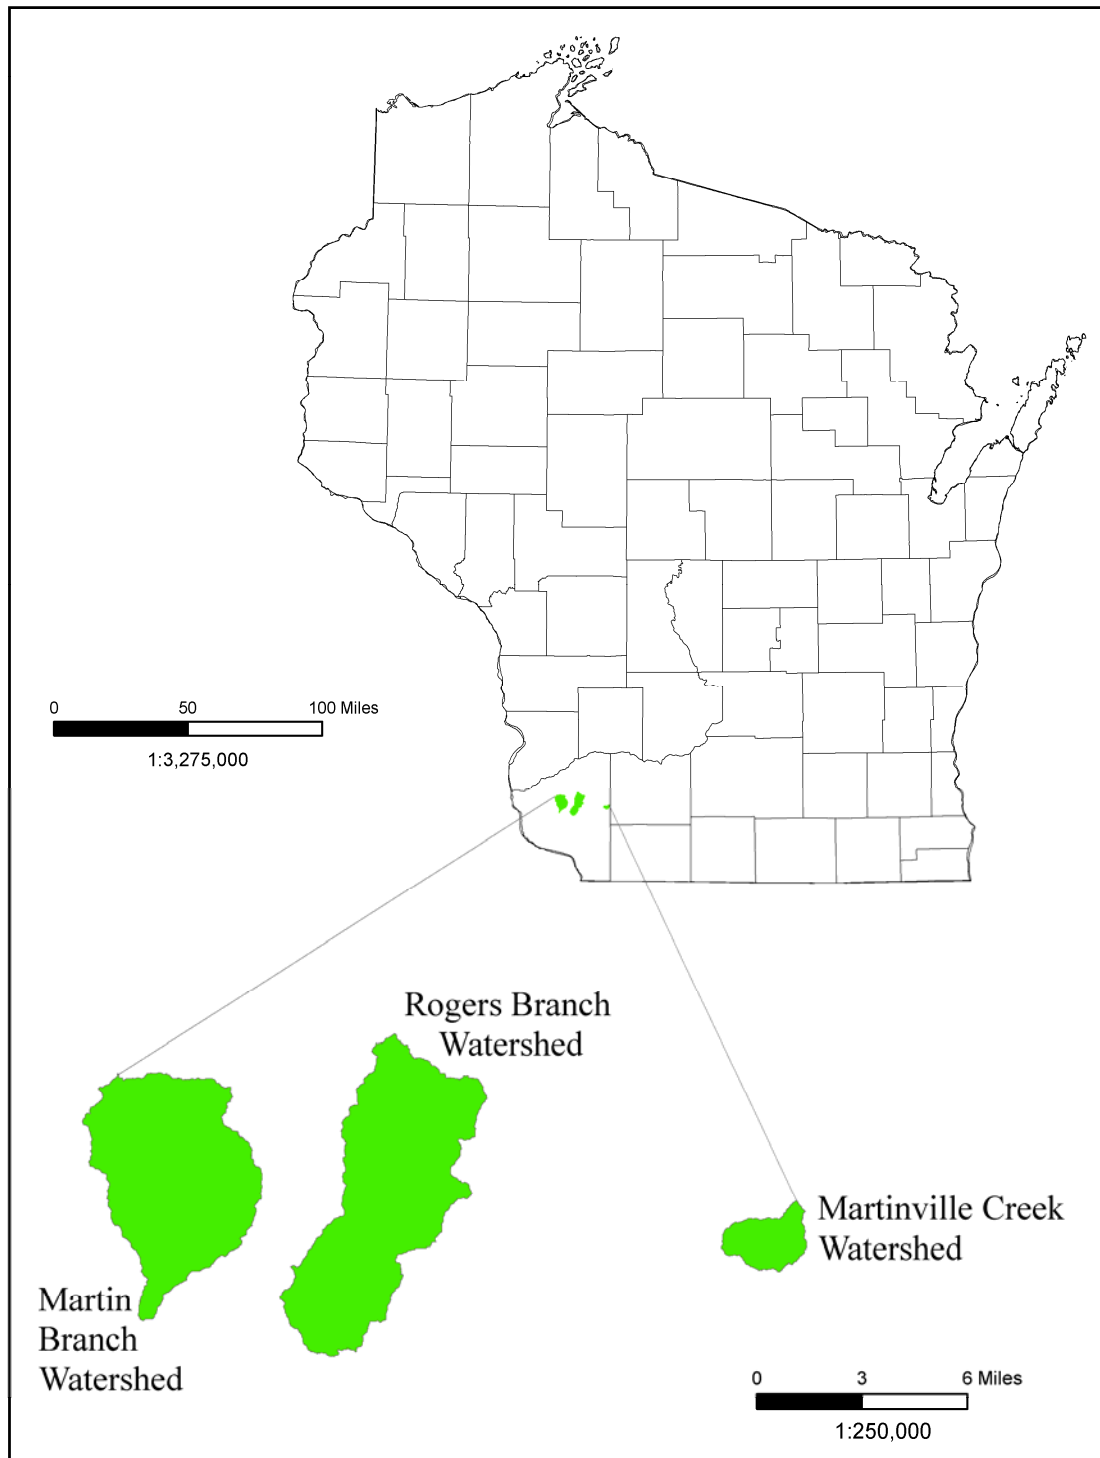 0 50 100 Miles
1:3,275,000
Rogers Branch
Watershed
Martinville Creek
Watershed
Martin
Branch
Watershed
0 3 6 Miles
1:250,000